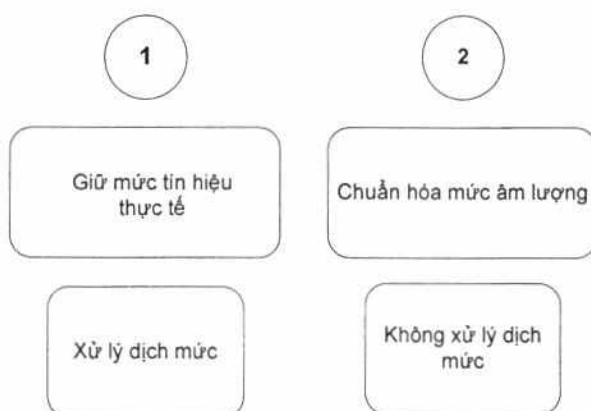 1
2
Giữ mức tín hiệu
thực tế
Chuẩn hóa mức âm lượng
Xử lý dịch mức
Không xử lý dịch
mức